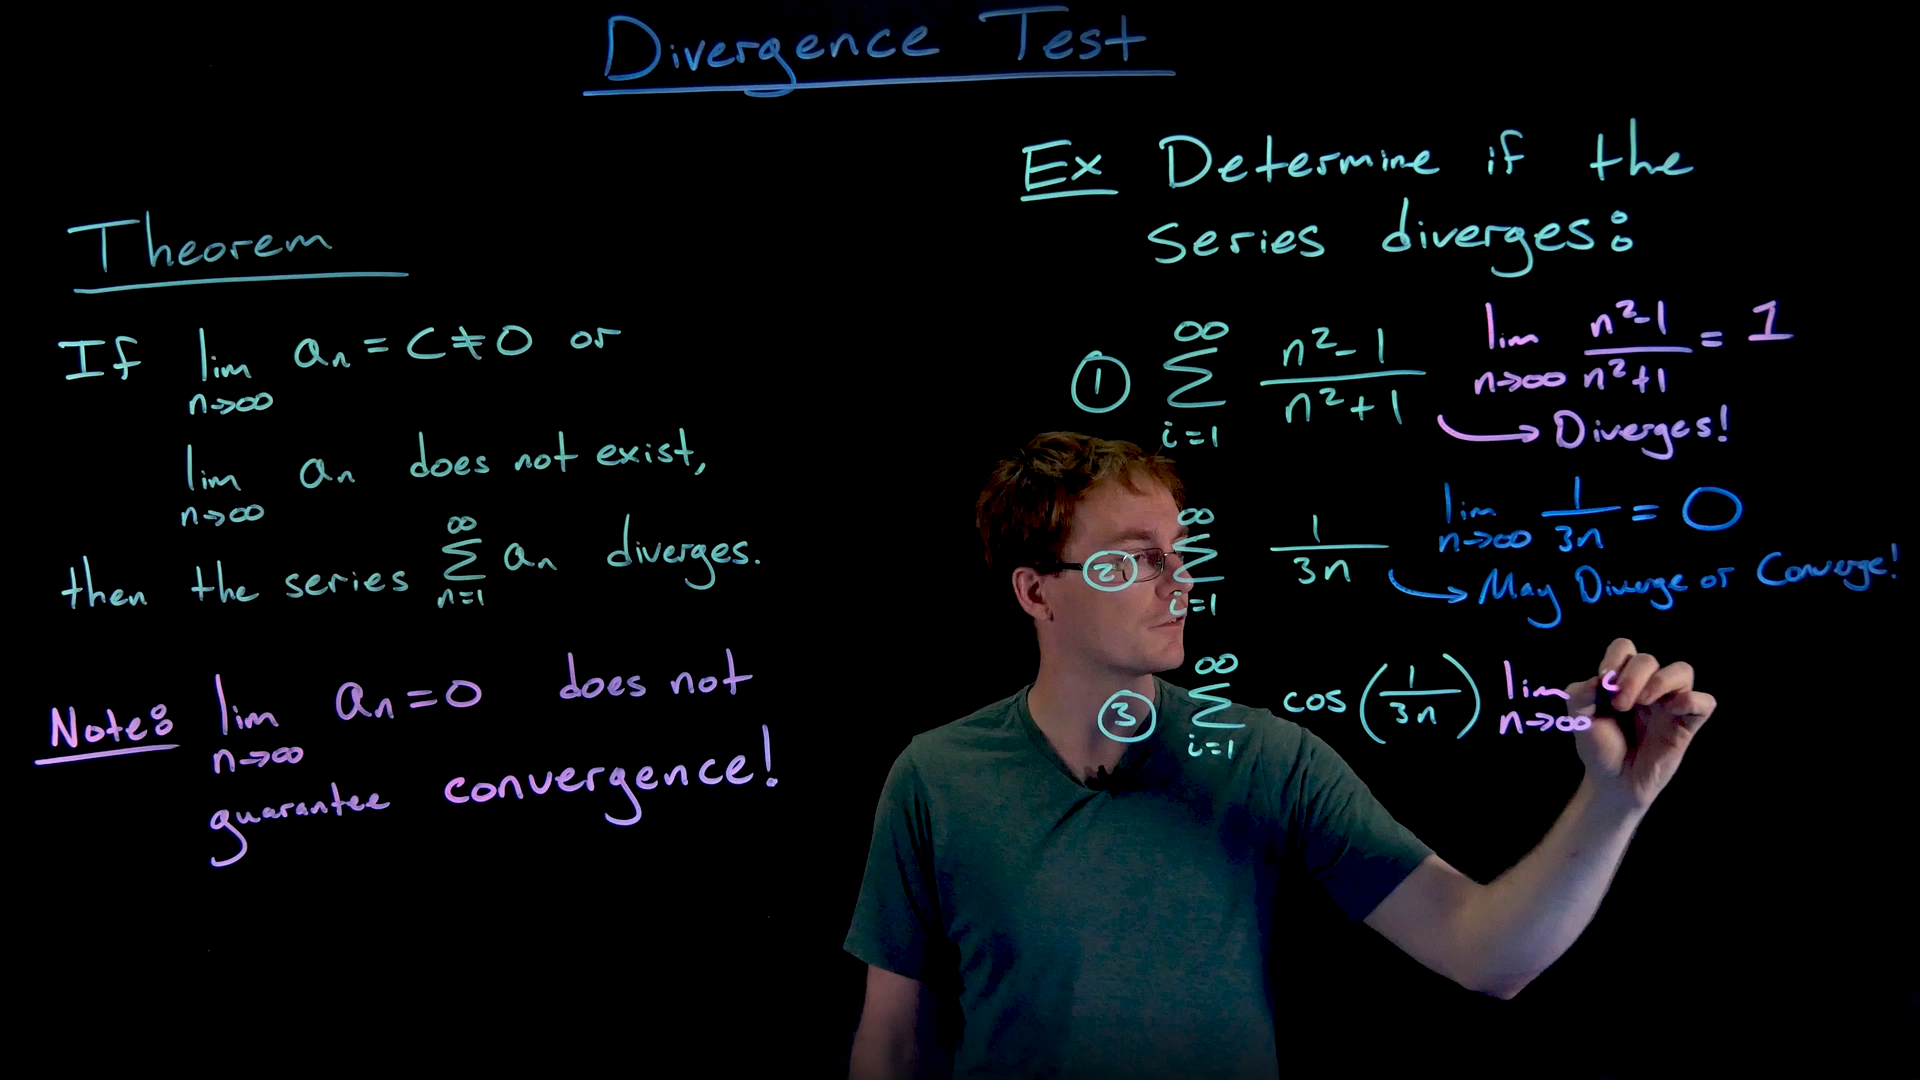 Divergence Test
Theorem
If lim n→∞ aₙ = C ≠ 0 or
lim n→∞ aₙ does not exist,
then the series ∞ Σ n=1 aₙ diverges.
Note: lim n→∞ aₙ = 0 does not
guarantee convergence!
Ex Determine if the
series diverges:
① ∞ Σ i=1 (n²-1)/(n²+1) lim n→∞ (n²-1)/(n²+1) = 1
→ Diverges!
② ∞ Σ i=1 1/3n lim n→∞ 1/3n = 0
→ May Diverge or Converge!
③ ∞ Σ i=1 cos(1/3n) lim n→∞ c